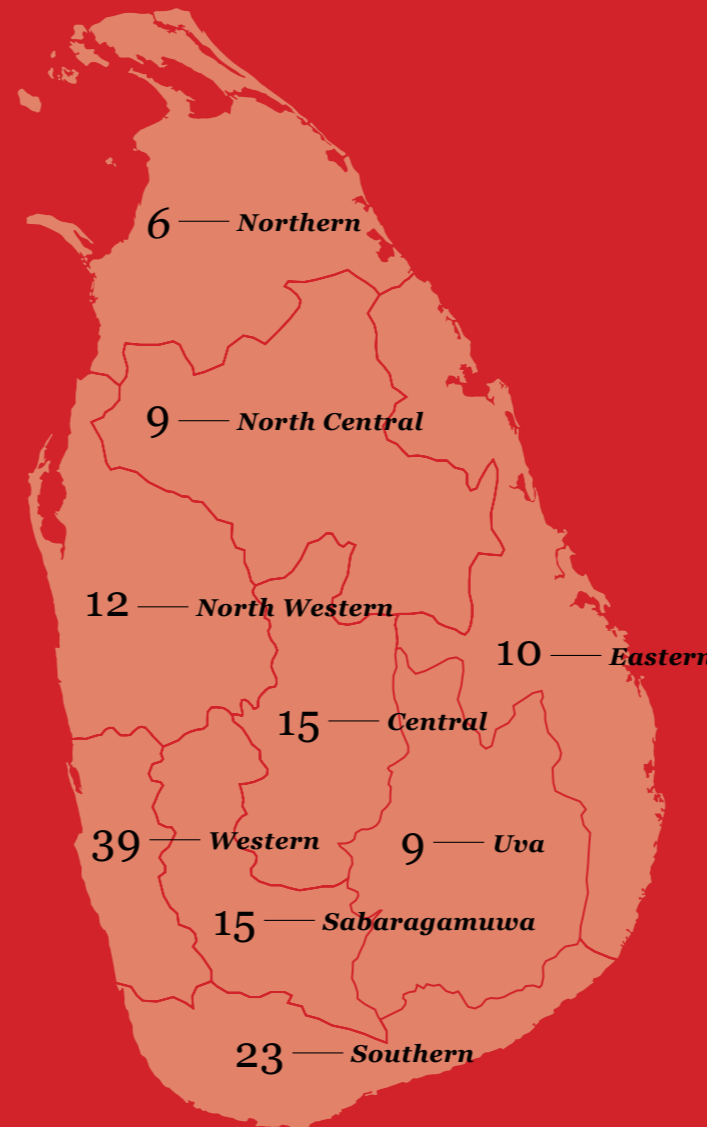 6 Northern
9 North Central
12 North Western
10 Eastern
15 Central
39 Western
9 Uva
15 Sabaragamuwa
23 Southern